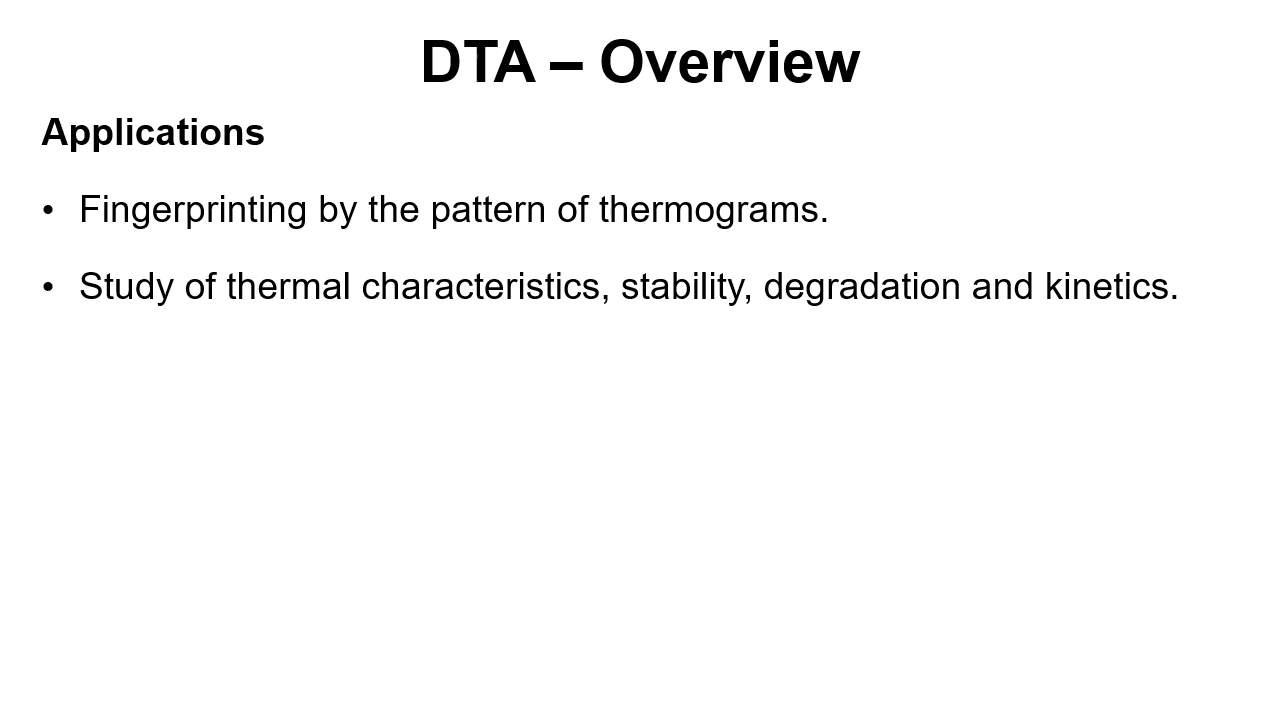 DTA – Overview
Applications
• Fingerprinting by the pattern of thermograms.
• Study of thermal characteristics, stability, degradation and kinetics.